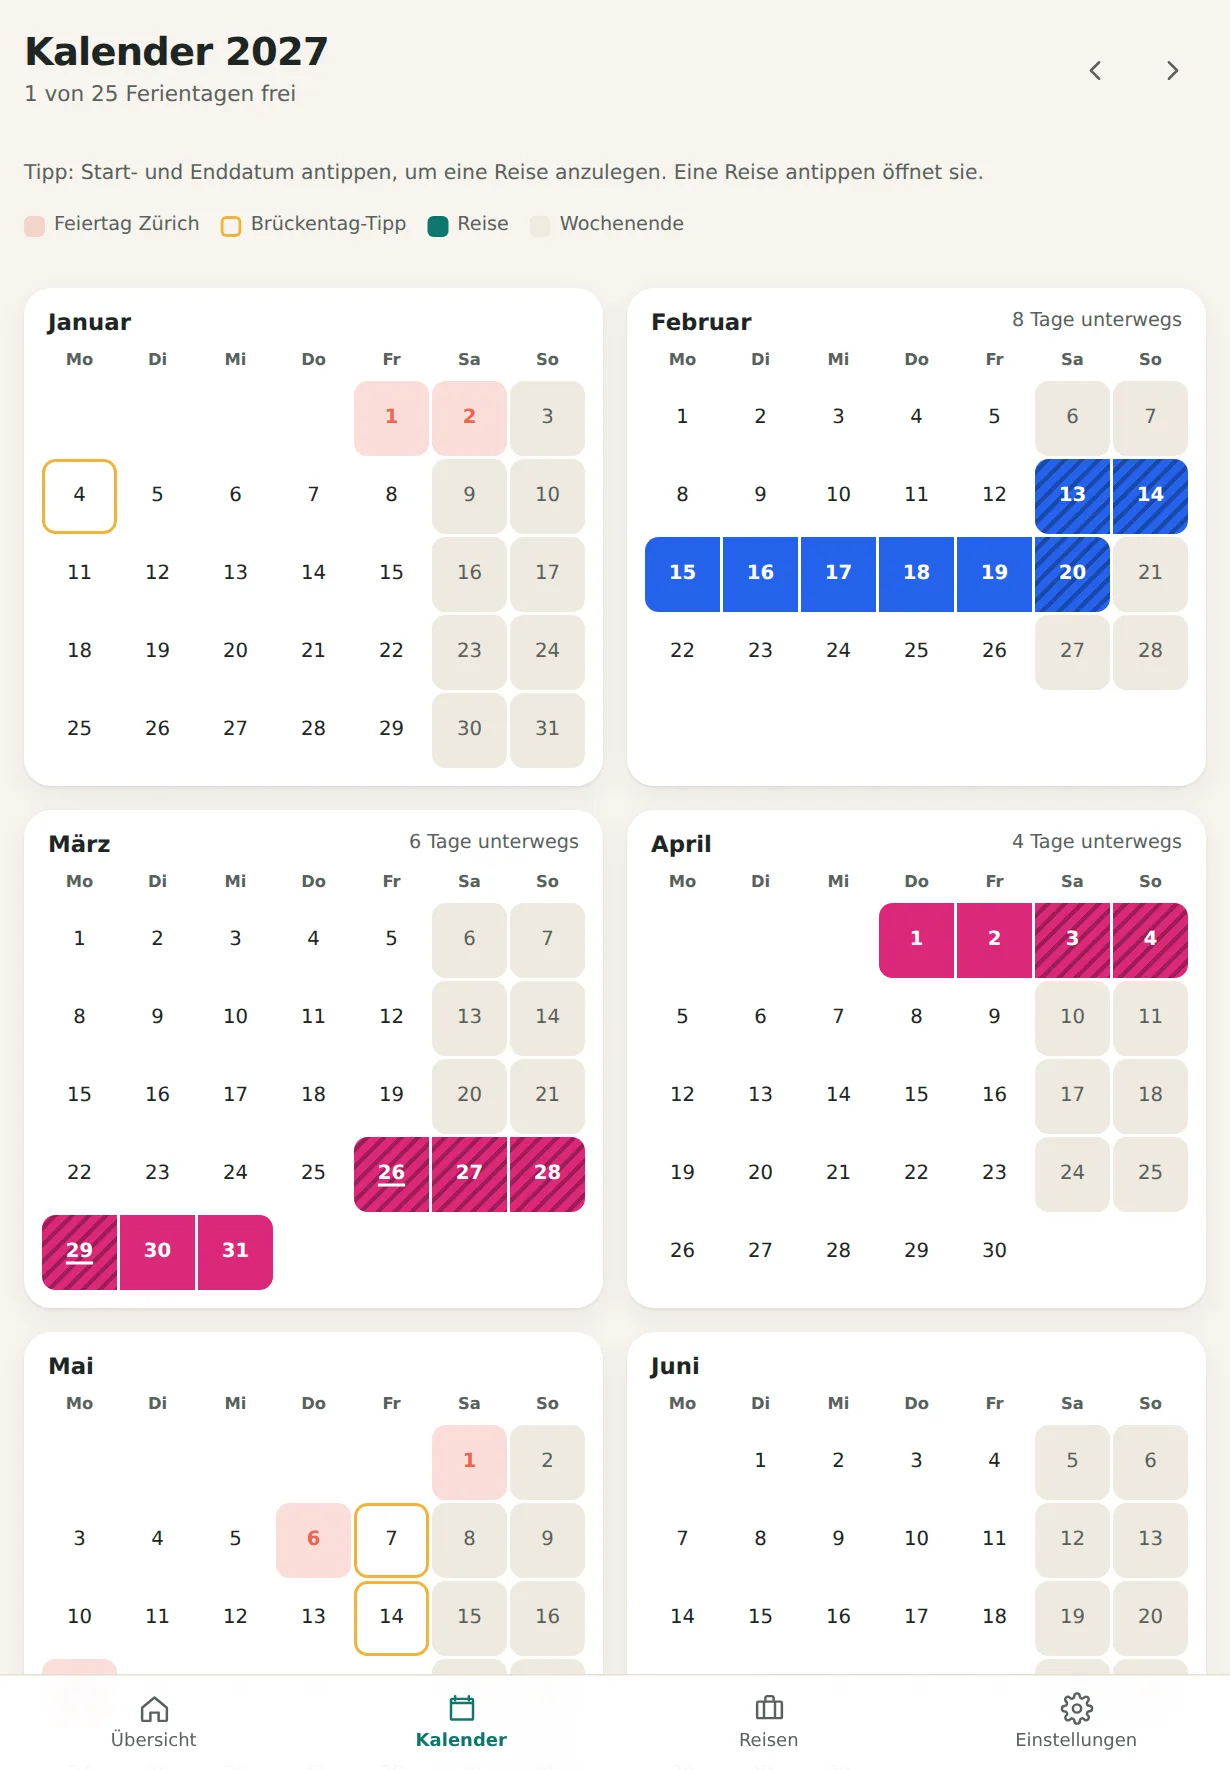 Kalender 2027
1 von 25 Ferientagen frei
Tipp: Start- und Enddatum antippen, um eine Reise anzulegen. Eine Reise antippen öffnet sie.
Feiertag Zürich Brückentag-Tipp Reise Wochenende
Januar
Mo Di Mi Do Fr Sa So
1 2 3
4 5 6 7 8 9 10
11 12 13 14 15 16 17
18 19 20 21 22 23 24
25 26 27 28 29 30 31
Februar 8 Tage unterwegs
Mo Di Mi Do Fr Sa So
1 2 3 4 5 6 7
8 9 10 11 12 13 14
15 16 17 18 19 20 21
22 23 24 25 26 27 28
März 6 Tage unterwegs
Mo Di Mi Do Fr Sa So
1 2 3 4 5 6 7
8 9 10 11 12 13 14
15 16 17 18 19 20 21
22 23 24 25 26 27 28
29 30 31
April 4 Tage unterwegs
Mo Di Mi Do Fr Sa So
1 2 3 4
5 6 7 8 9 10 11
12 13 14 15 16 17 18
19 20 21 22 23 24 25
26 27 28 29 30
Mai
Mo Di Mi Do Fr Sa So
1 2
3 4 5 6 7 8 9
10 11 12 13 14 15 16
Juni
Mo Di Mi Do Fr Sa So
1 2 3 4 5 6
7 8 9 10 11 12 13
14 15 16 17 18 19 20
Übersicht Kalender Reisen Einstellungen